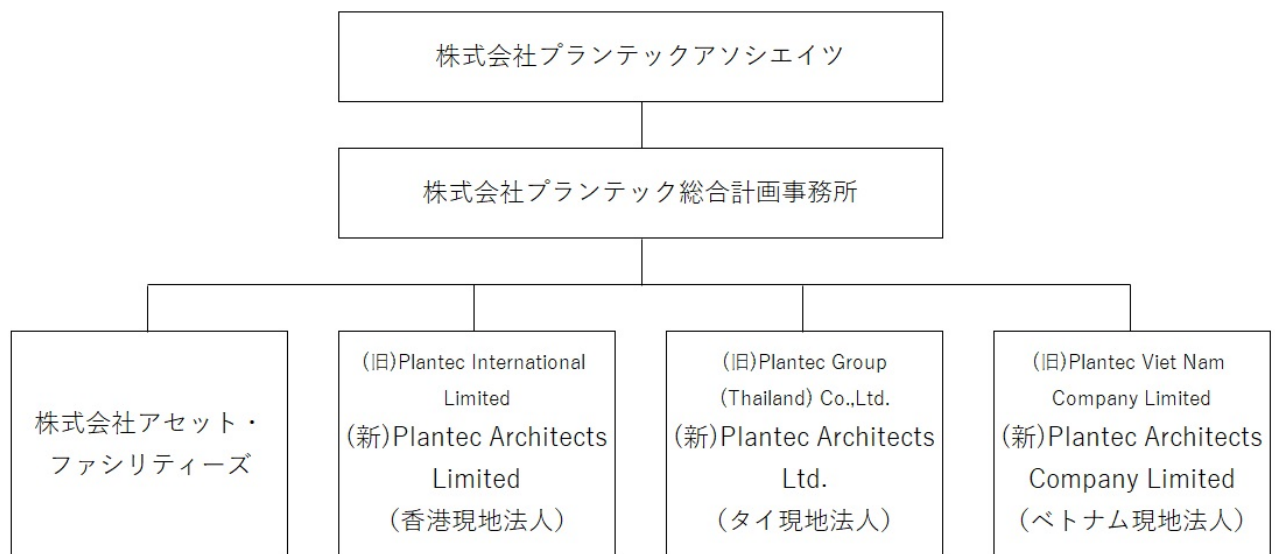 株式会社プランテックアソシエイツ
株式会社プランテック総合計画事務所
株式会社アセット・
ファシリティーズ
(旧)Plantec International
Limited
(新)Plantec Architects
Limited
(香港現地法人)
(旧)Plantec Group
(Thailand) Co.,Ltd.
(新)Plantec Architects
Ltd.
(タイ現地法人)
(旧)Plantec Viet Nam
Company Limited
(新)Plantec Architects
Company Limited
(ベトナム現地法人)